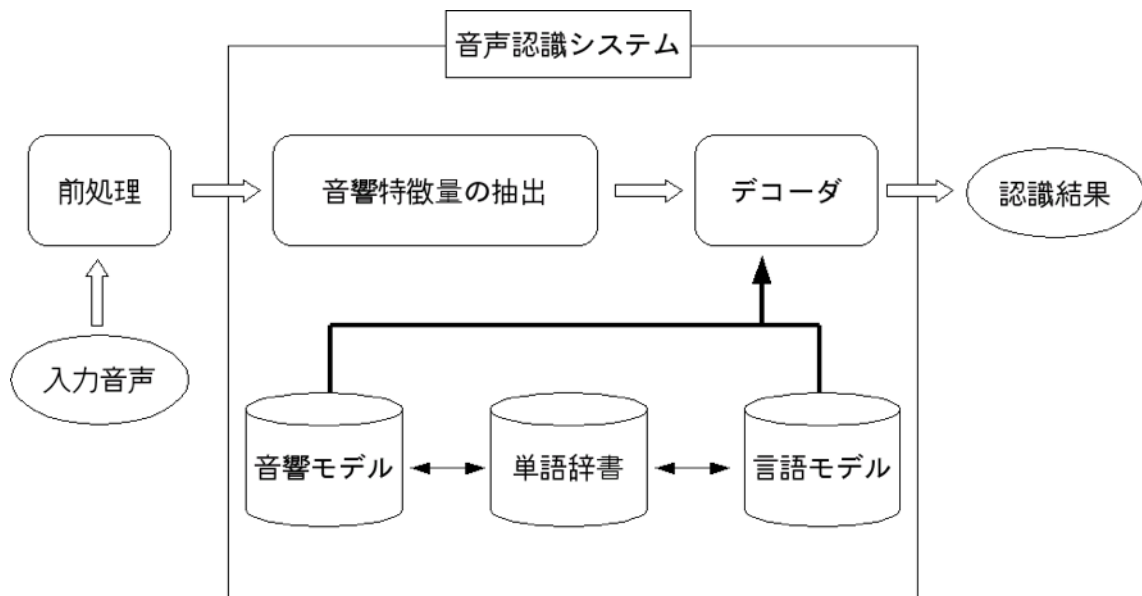 音声認識システム
前処理
音響特徴量の抽出
デコーダ
認識結果
入力音声
音響モデル
単語辞書
言語モデル